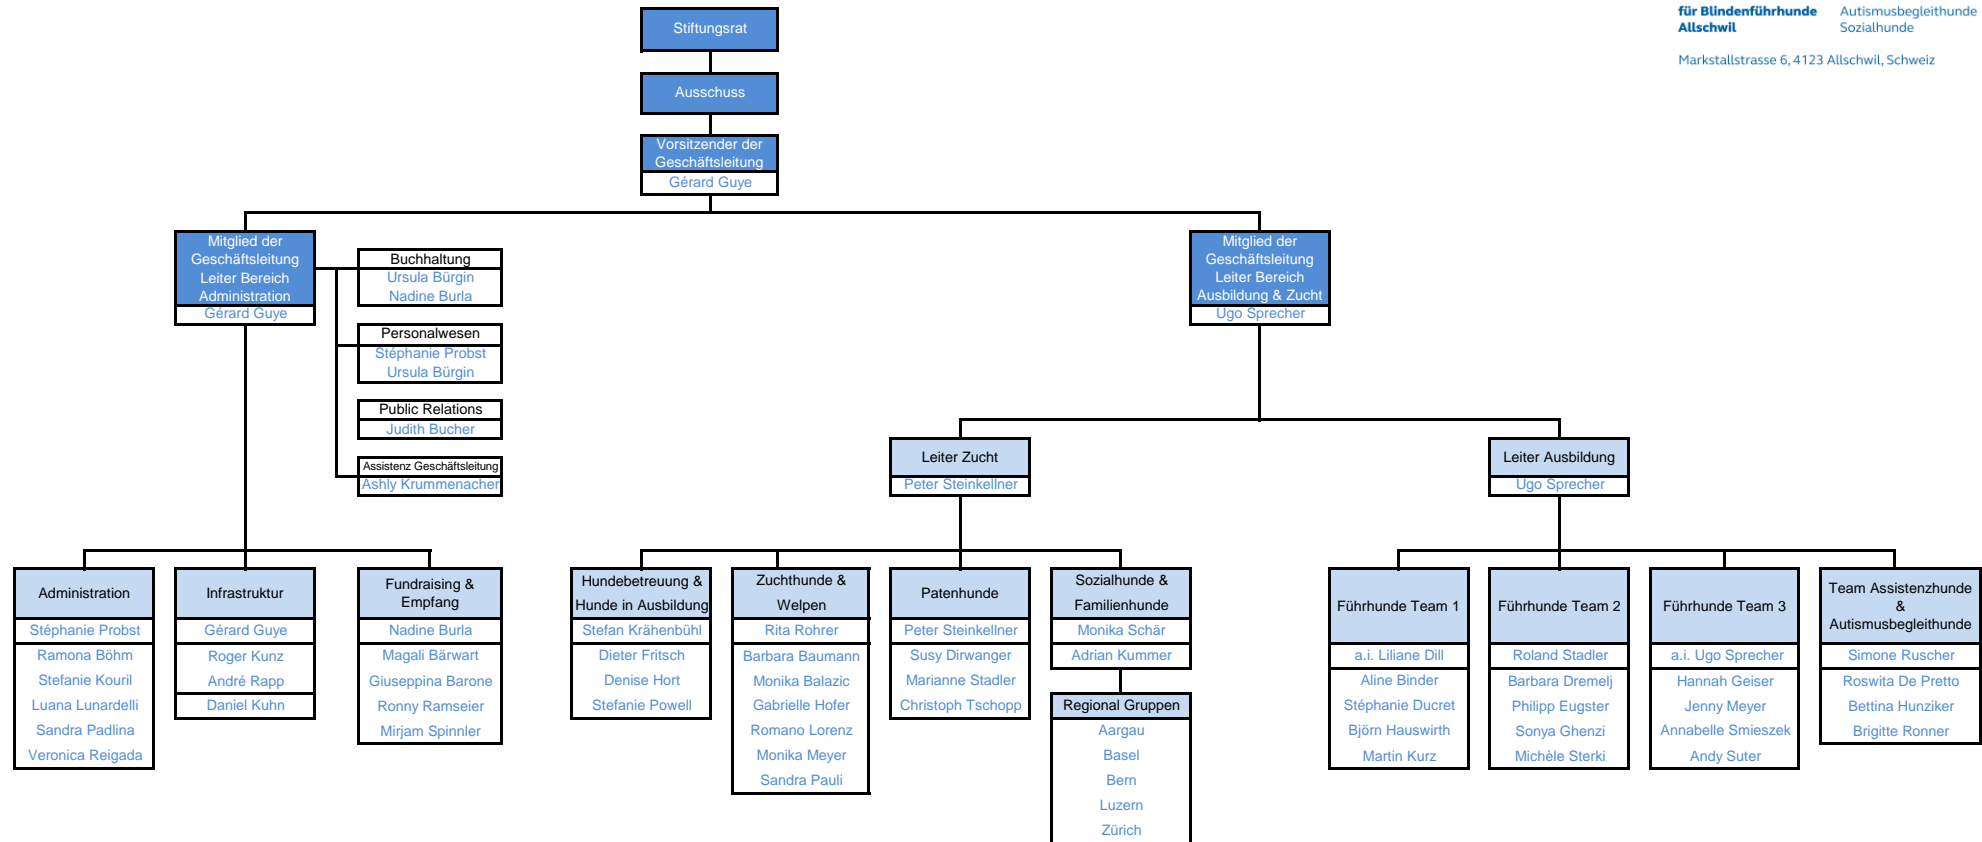 für Blindenführhunde
Allschwil
Autismusbegleithunde
Sozialhunde
Markstallstrasse 6, 4123 Allschwil, Schweiz
Stiftungsrat
Ausschuss
Vorsitzender der
Geschäftsleitung
Gérard Guye
Mitglied der
Geschäftsleitung
Leiter Bereich
Administration
Gérard Guye
Buchhaltung
Ursula Bürgin
Nadine Burla
Personalwesen
Stéphanie Probst
Ursula Bürgin
Public Relations
Judith Bucher
Assistenz Geschäftsleitung
Ashly Krummenacher
Mitglied der
Geschäftsleitung
Leiter Bereich
Ausbildung & Zucht
Ugo Sprecher
Leiter Zucht
Peter Steinkellner
Leiter Ausbildung
Ugo Sprecher
Administration
Stéphanie Probst
Ramona Böhm
Stefanie Kouril
Luana Lunardelli
Sandra Padlina
Veronica Reigada
Infrastruktur
Gérard Guye
Roger Kunz
André Rapp
Daniel Kuhn
Fundraising &
Empfang
Nadine Burla
Magali Bärwart
Giuseppina Barone
Ronny Ramseier
Mirjam Spinnler
Hundebetreuung &
Hunde in Ausbildung
Stefan Krähenbühl
Dieter Fritsch
Denise Hort
Stefanie Powell
Zuchthunde &
Welpen
Rita Rohrer
Barbara Baumann
Monika Balazic
Gabrielle Hofer
Romano Lorenz
Monika Meyer
Sandra Pauli
Patenhunde
Peter Steinkellner
Susy Dirwanger
Marianne Stadler
Christoph Tschopp
Sozialhunde &
Familienhunde
Monika Schär
Adrian Kummer
Regional Gruppen
Aargau
Basel
Bern
Luzern
Zürich
Führhunde Team 1
a.i. Liliane Dill
Aline Binder
Stéphanie Ducret
Björn Hauswirth
Martin Kurz
Führhunde Team 2
Roland Stadler
Barbara Dremelj
Philipp Eugster
Sonya Ghenzi
Michèle Sterki
Führhunde Team 3
a.i. Ugo Sprecher
Hannah Geiser
Jenny Meyer
Annabelle Smieszek
Andy Suter
Team Assistenzhunde
&
Autismusbegleithunde
Simone Ruscher
Roswita De Pretto
Bettina Hunziker
Brigitte Ronner